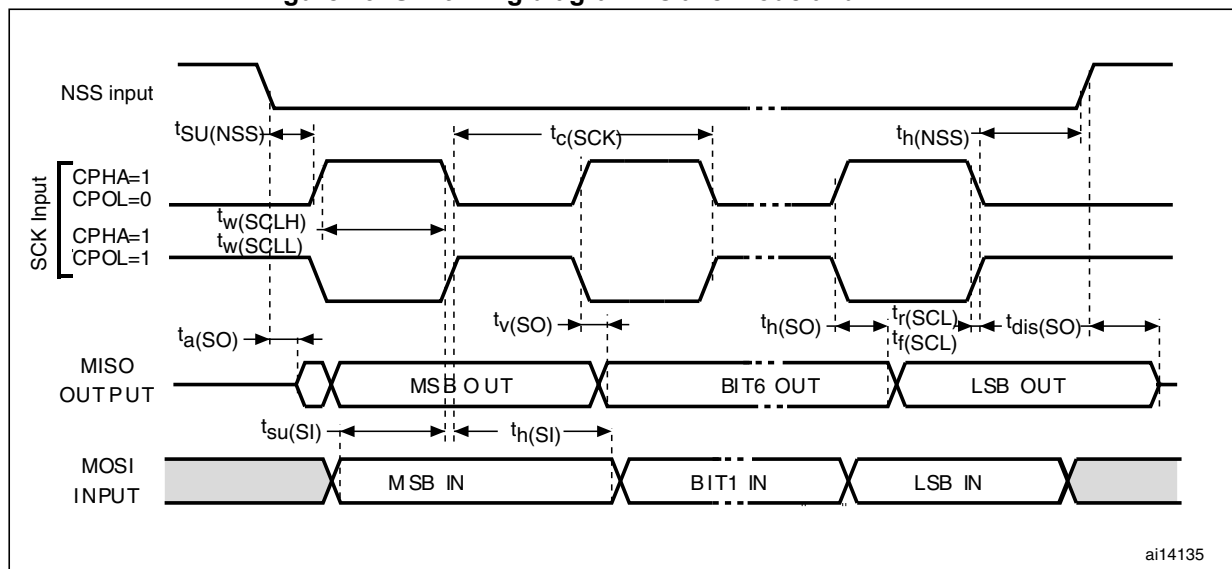 NSS input
tSU(NSS)
tc(SCK)
th(NSS)
SCK Input
CPHA=1
CPOL=0
tw(SCLH)
tw(SCLL)
CPHA=1
CPOL=1
ta(SO)
tv(SO)
th(SO)
tr(SCL)
tf(SCL)
tdis(SO)
MISO
OUTPUT
MSB OUT
BIT6 OUT
LSB OUT
tsu(SI)
th(SI)
MOSI
INPUT
MSB IN
BIT1 IN
LSB IN
ai14135